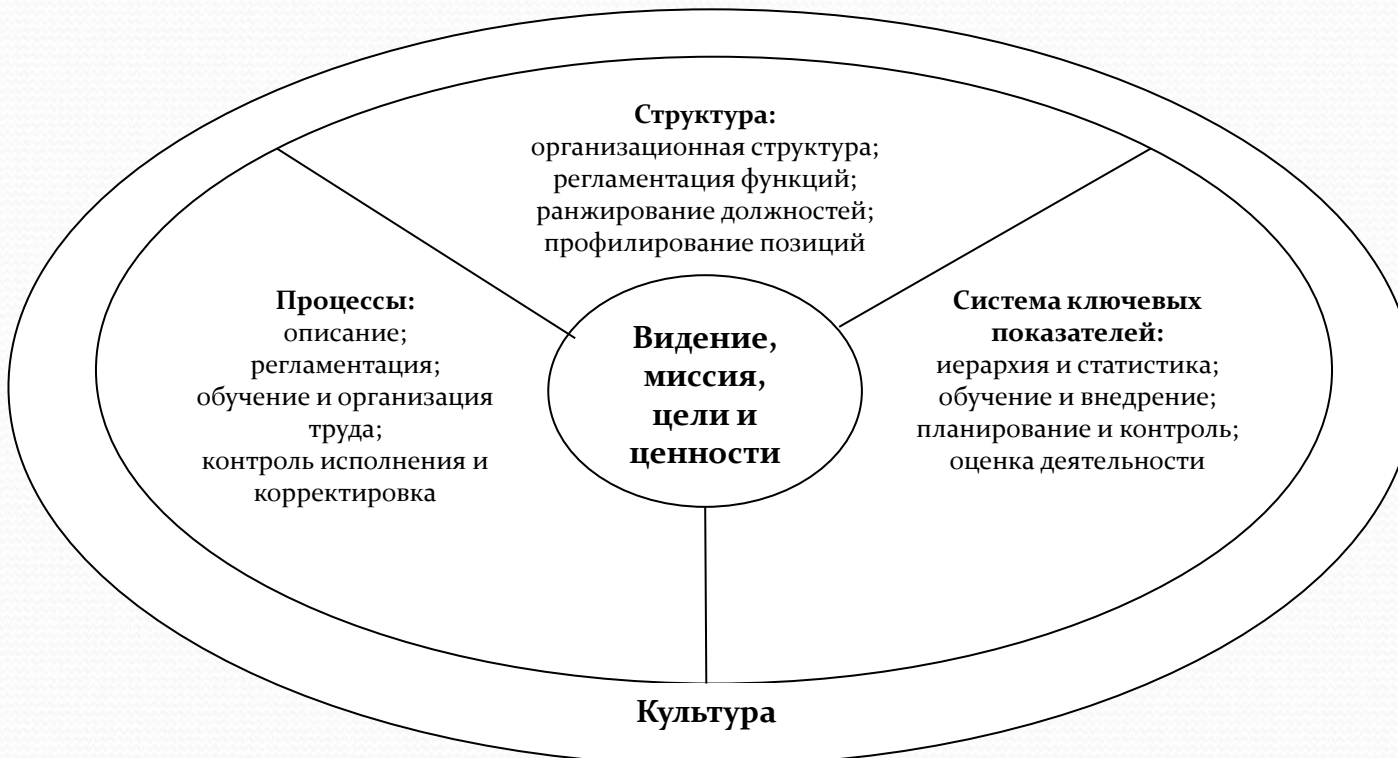 Структура:
организационная структура;
регламентация функций;
ранжирование должностей;
профилирование позиций
Процессы:
описание;
регламентация;
обучение и организация
труда;
контроль исполнения и
корректировка
Видение,
миссия,
цели и
ценности
Система ключевых
показателей:
иерархия и статистика;
обучение и внедрение;
планирование и контроль;
оценка деятельности
Культура